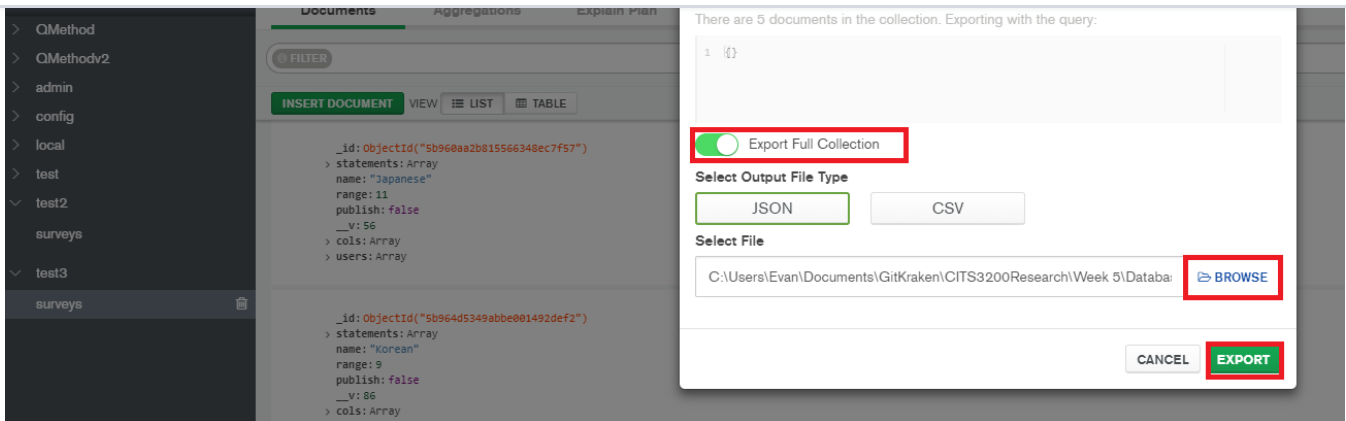 QMethod
QMethodv2
admin
config
local
test
test2
surveys
test3
surveys
Documents Aggregations Explain Plan
FILTER
INSERT DOCUMENT VIEW LIST TABLE
_id: ObjectId("5b960aa2b815566348ec7f57")
> statements: Array
name: "Japanese"
range: 11
publish: false
__v: 56
> cols: Array
> users: Array
_id: ObjectId("5b964d5349abbe001492def2")
> statements: Array
name: "Korean"
range: 9
publish: false
__v: 86
> cols: Array
There are 5 documents in the collection. Exporting with the query:
1 {}
Export Full Collection
Select Output File Type
JSON CSV
Select File
C:\Users\Evan\Documents\GitKraken\CITS3200Research\Week 5\Databa
BROWSE
CANCEL EXPORT